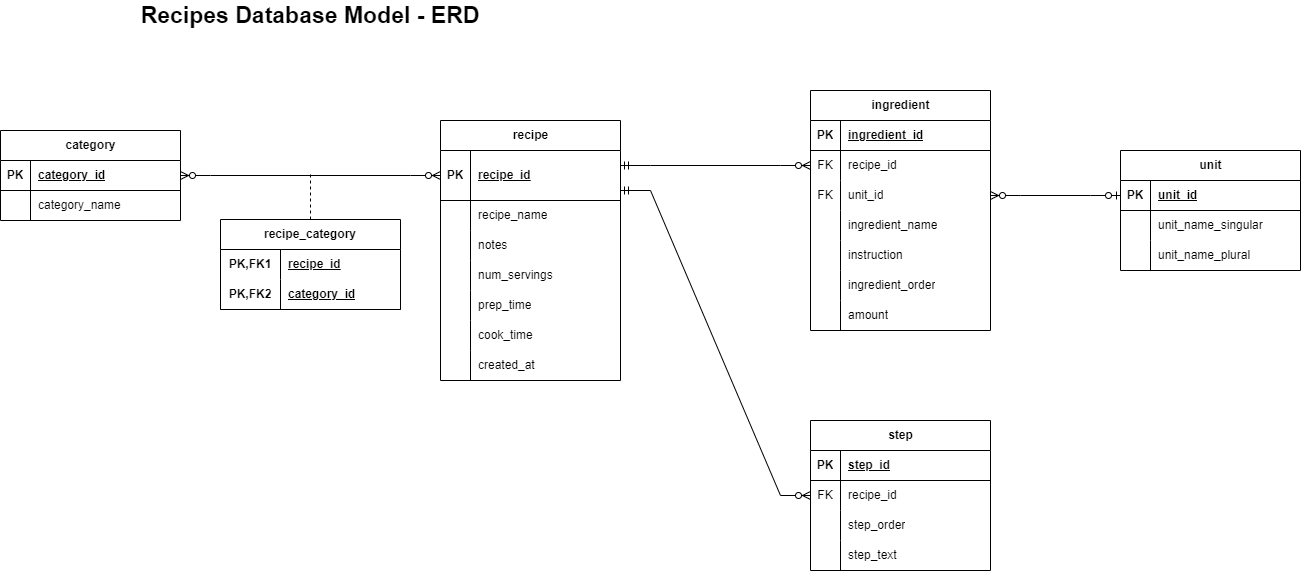 Recipes Database Model - ERD
category
PK category_id
category_name
recipe_category
PK,FK1 recipe_id
PK,FK2 category_id
recipe
PK recipe_id
recipe_name
notes
num_servings
prep_time
cook_time
created_at
ingredient
PK ingredient_id
FK recipe_id
FK unit_id
ingredient_name
instruction
ingredient_order
amount
unit
PK unit_id
unit_name_singular
unit_name_plural
step
PK step_id
FK recipe_id
step_order
step_text